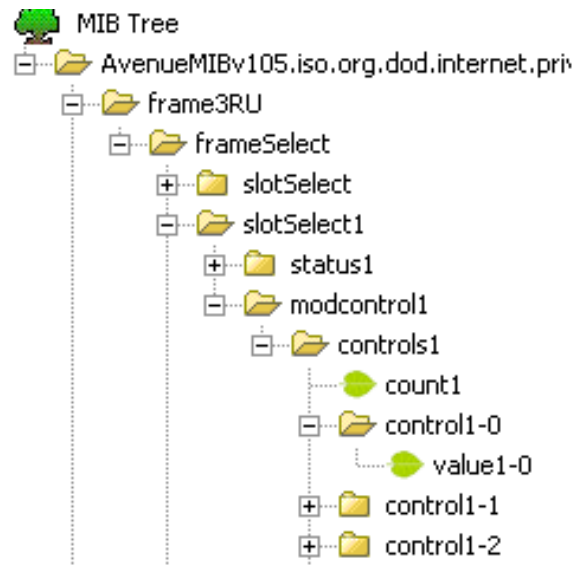 MIB Tree
AvenueMIBv105.iso.org.dod.internet.priv
frame3RU
frameSelect
slotSelect
slotSelect1
status1
modcontrol1
controls1
count1
control1-0
value1-0
control1-1
control1-2